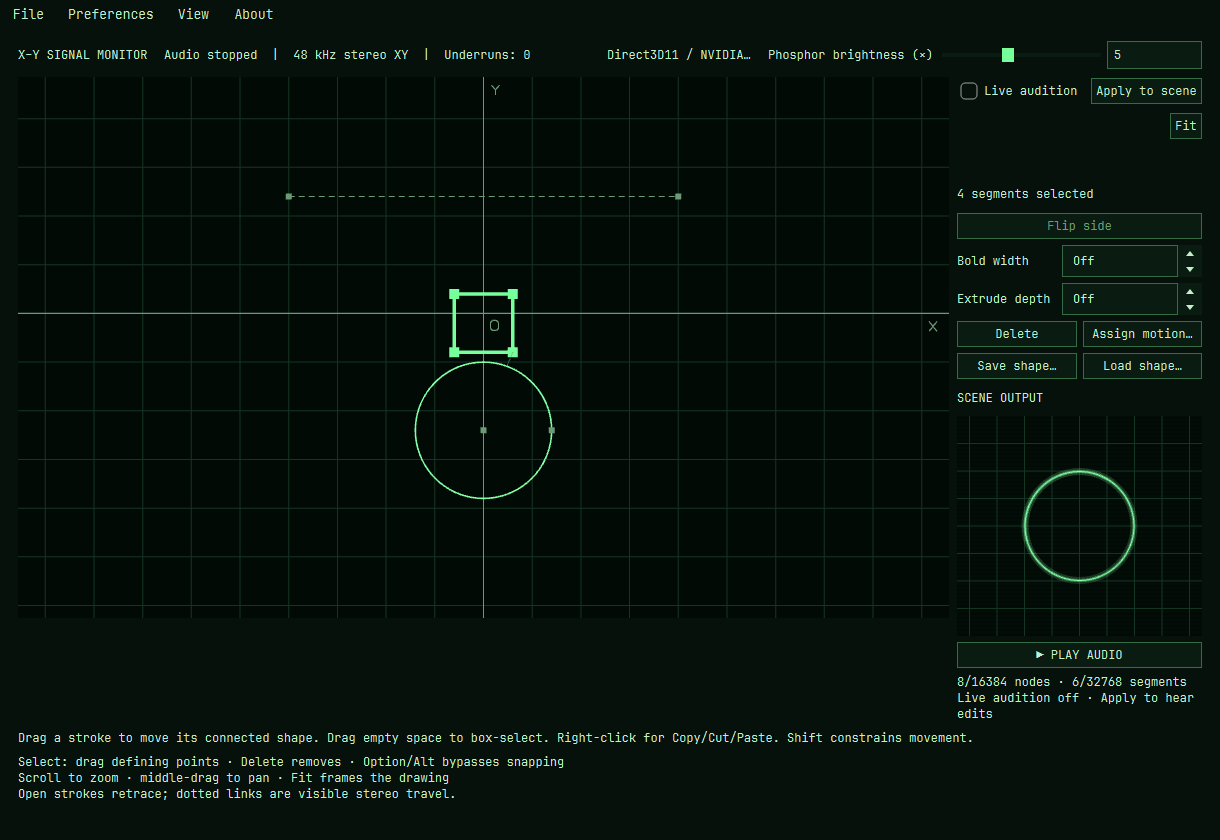 File Preferences View About
X-Y SIGNAL MONITOR Audio stopped | 48 kHz stereo XY | Underruns: 0 Direct3D11 / NVIDIA… Phosphor brightness (×) 5
Y
Live audition Apply to scene
Fit
4 segments selected
Flip side
Bold width Off
Extrude depth Off
O
X
Delete Assign motion…
Save shape… Load shape…
SCENE OUTPUT
▶ PLAY AUDIO
8/16384 nodes · 6/32768 segments
Live audition off · Apply to hear
edits
Drag a stroke to move its connected shape. Drag empty space to box-select. Right-click for Copy/Cut/Paste. Shift constrains movement.
Select: drag defining points · Delete removes · Option/Alt bypasses snapping
Scroll to zoom · middle-drag to pan · Fit frames the drawing
Open strokes retrace; dotted links are visible stereo travel.